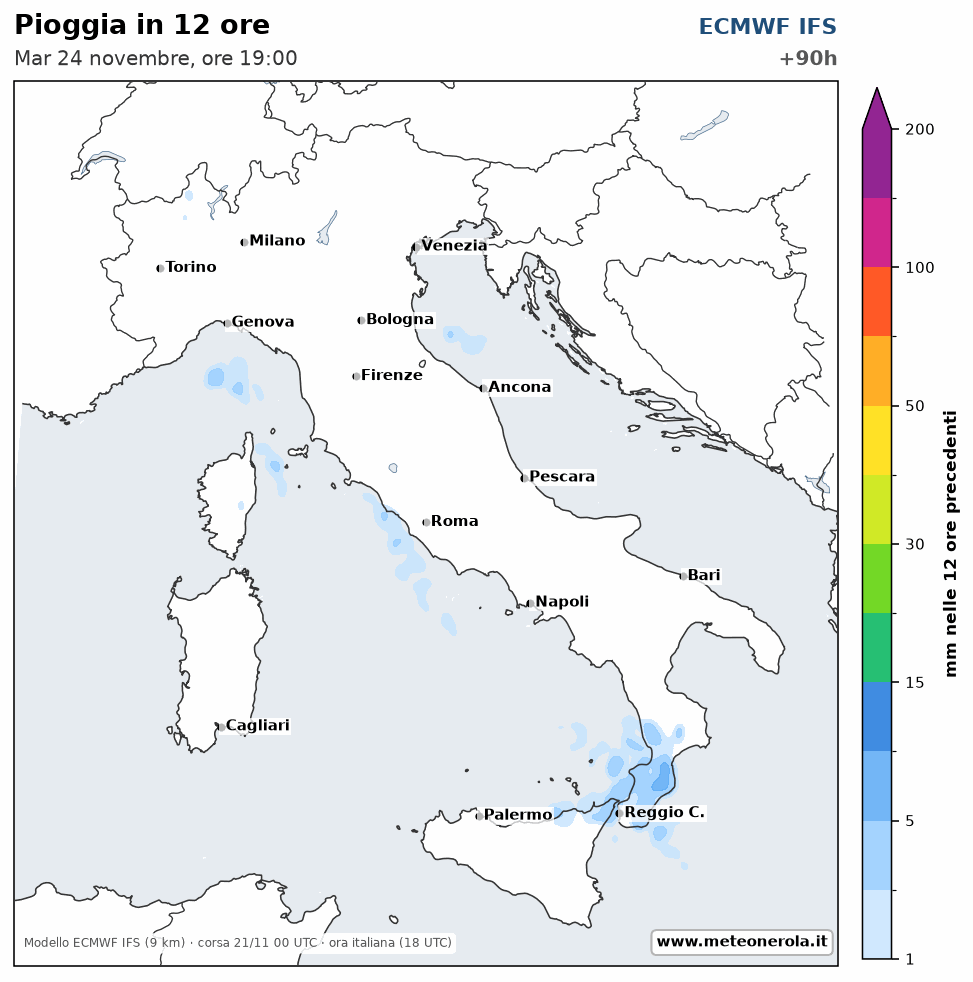 Pioggia in 12 ore
ECMWF IFS
Mar 24 novembre, ore 19:00
+90h
Milano
Venezia
Torino
Genova
Bologna
Firenze
Ancona
Pescara
Roma
Bari
Napoli
Cagliari
Palermo
Reggio C.
200
100
50
30
15
5
1
mm nelle 12 ore precedenti
Modello ECMWF IFS (9 km) · corsa 21/11 00 UTC · ora italiana (18 UTC)
www.meteonerola.it